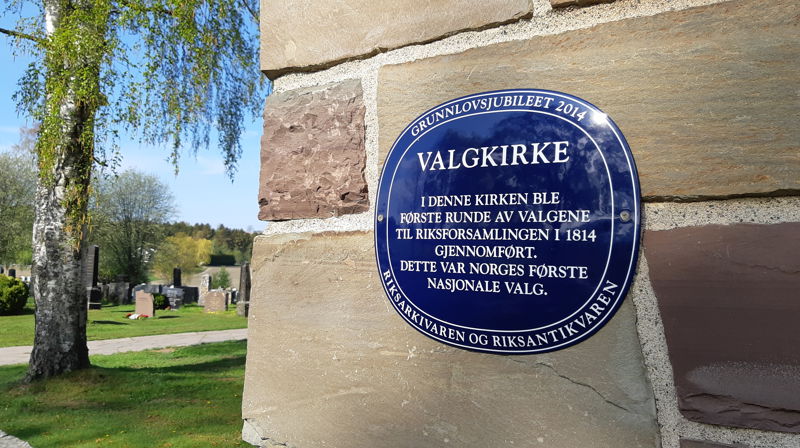 GRUNNLOVSJUBILEET 2014
VALGKIRKE
I DENNE KIRKEN BLE
FØRSTE RUNDE AV VALGENE
TIL RIKSFORSAMLINGEN I 1814
GJENNOMFØRT.
DETTE VAR NORGES FØRSTE
NASJONALE VALG.
RIKSARKIVAREN OG RIKSANTIKVAREN